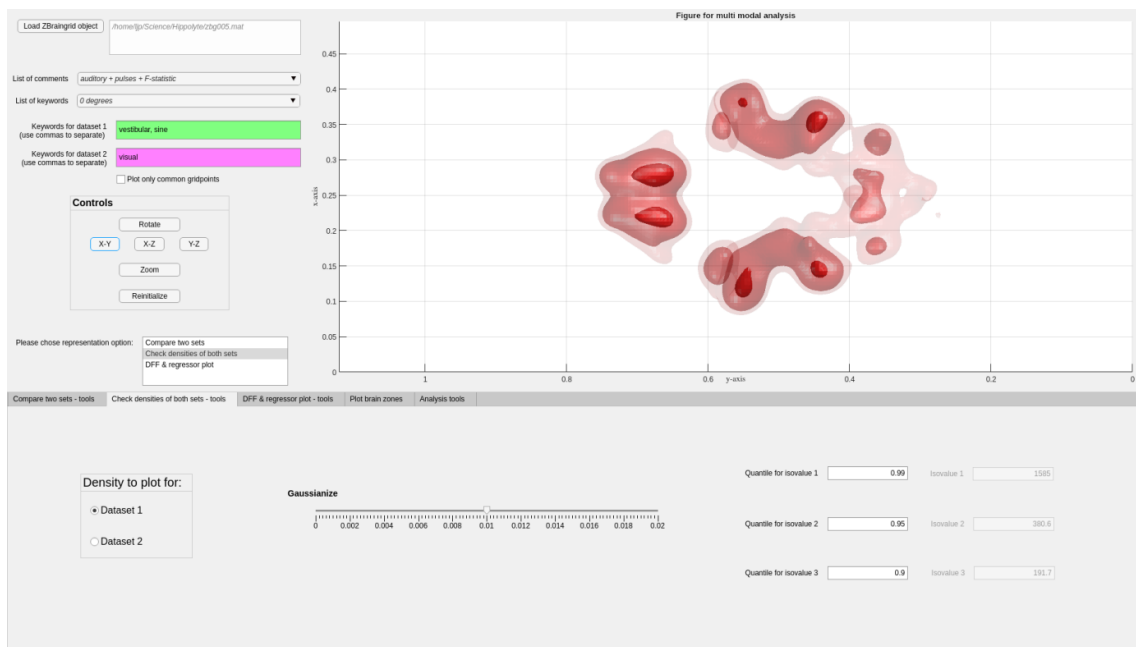 Figure for multi modal analysis
Load ZBraingrid object
/home/ljp/Science/Hippolyte/zbg005.mat
List of comments
auditory + pulses + F-statistic
List of keywords
0 degrees
Keywords for dataset 1
(use commas to separate)
vestibular, sine
Keywords for dataset 2
(use commas to separate)
visual
Plot only common gridpoints
Controls
Rotate
X-Y X-Z Y-Z
Zoom
Reinitialize
Please chose representation option:
Compare two sets
Check densities of both sets
DFF & regressor plot
0.45
0.4
0.35
0.3
0.25
0.2
0.15
0.1
0.05
0
x-axis
1 0.8 0.6 0.4 0.2 0
y-axis
Compare two sets - tools Check densities of both sets - tools DFF & regressor plot - tools Plot brain zones Analysis tools
Density to plot for:
Dataset 1
Dataset 2
Gaussianize
0 0.002 0.004 0.006 0.008 0.01 0.012 0.014 0.016 0.018 0.02
Quantile for isovalue 1 0.99 Isovalue 1 1585
Quantile for isovalue 2 0.95 Isovalue 2 380.6
Quantile for isovalue 3 0.9 Isovalue 3 191.7